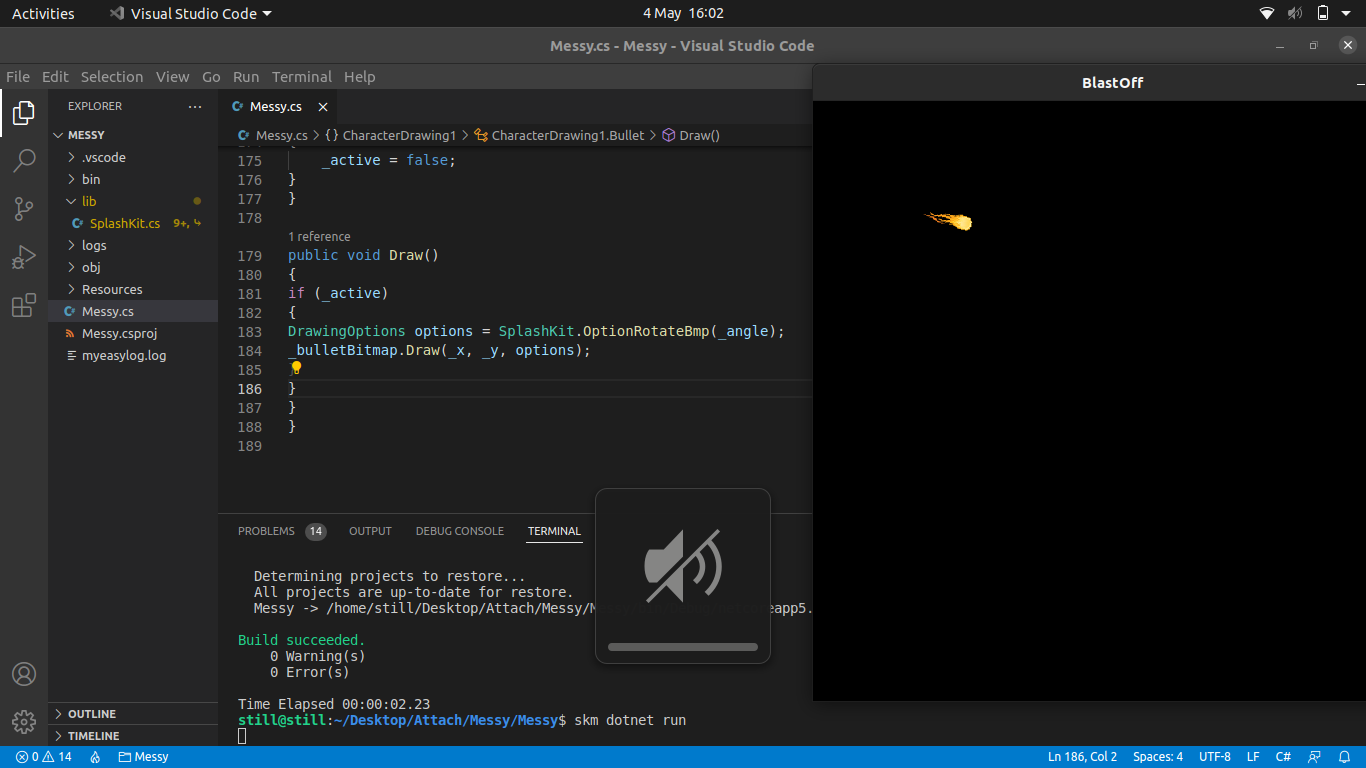 Activities Visual Studio Code 4 May 16:02
Messy.cs - Messy - Visual Studio Code
File Edit Selection View Go Run Terminal Help
BlastOff
EXPLORER ...
MESSY
.vscode
bin
lib
SplashKit.cs 9+,
logs
obj
Resources
Messy.cs
Messy.csproj
myeasylog.log
OUTLINE
TIMELINE
Messy.cs
Messy.cs > {} CharacterDrawing1 > CharacterDrawing1.Bullet > Draw()
175 _active = false;
176 }
177 }
178
1 reference
179 public void Draw()
180 {
181 if (_active)
182 {
183 DrawingOptions options = SplashKit.OptionRotateBmp(_angle);
184 _bulletBitmap.Draw(_x, _y, options);
185
186 }
187 }
188 }
189
PROBLEMS 14 OUTPUT DEBUG CONSOLE TERMINAL
Determining projects to restore...
All projects are up-to-date for restore.
Messy -> /home/still/Desktop/Attach/Messy/
Build succeeded.
0 Warning(s)
0 Error(s)
Time Elapsed 00:00:02.23
still@still:~/Desktop/Attach/Messy/Messy$ skm dotnet run
0 14 Messy Ln 186, Col 2 Spaces: 4 UTF-8 LF C#